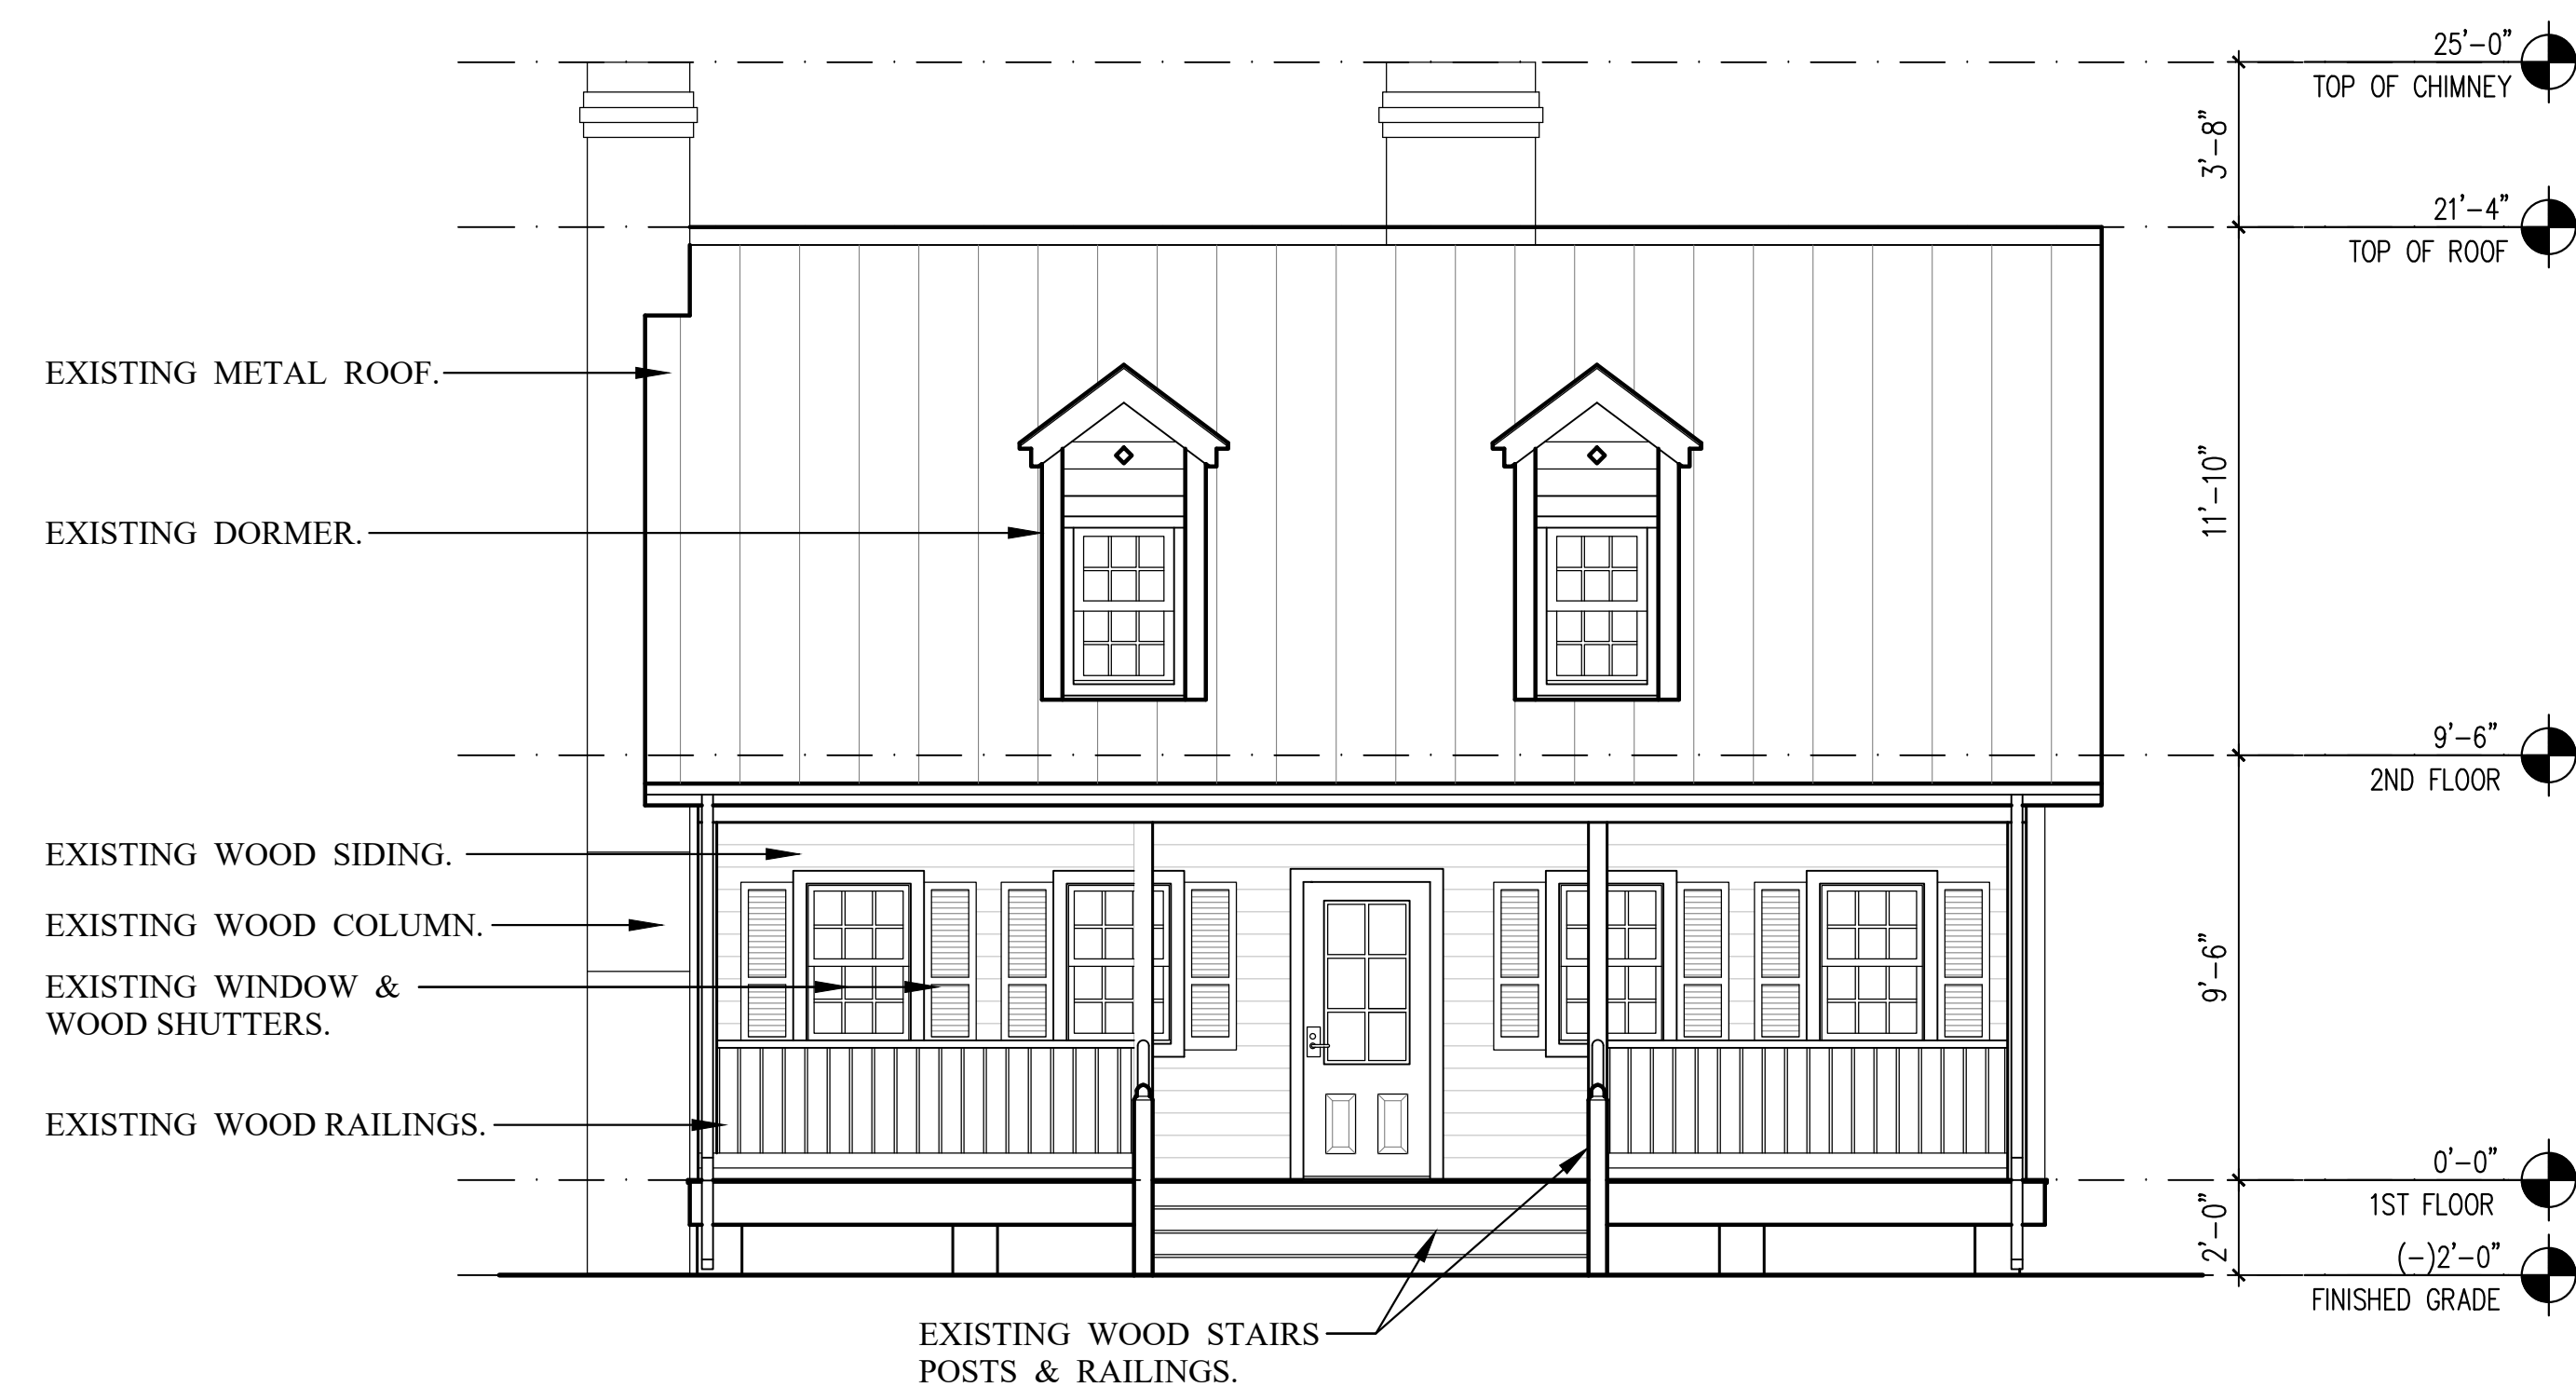 25'-0"
TOP OF CHIMNEY
3'-8"
21'-4"
TOP OF ROOF
EXISTING METAL ROOF.
11'-10"
EXISTING DORMER.
9'-6"
2ND FLOOR
EXISTING WOOD SIDING.
EXISTING WOOD COLUMN.
9'-6"
EXISTING WINDOW &
WOOD SHUTTERS.
EXISTING WOOD RAILINGS.
0'-0"
1ST FLOOR
2'-0"
(-)2'-0"
FINISHED GRADE
EXISTING WOOD STAIRS
POSTS & RAILINGS.